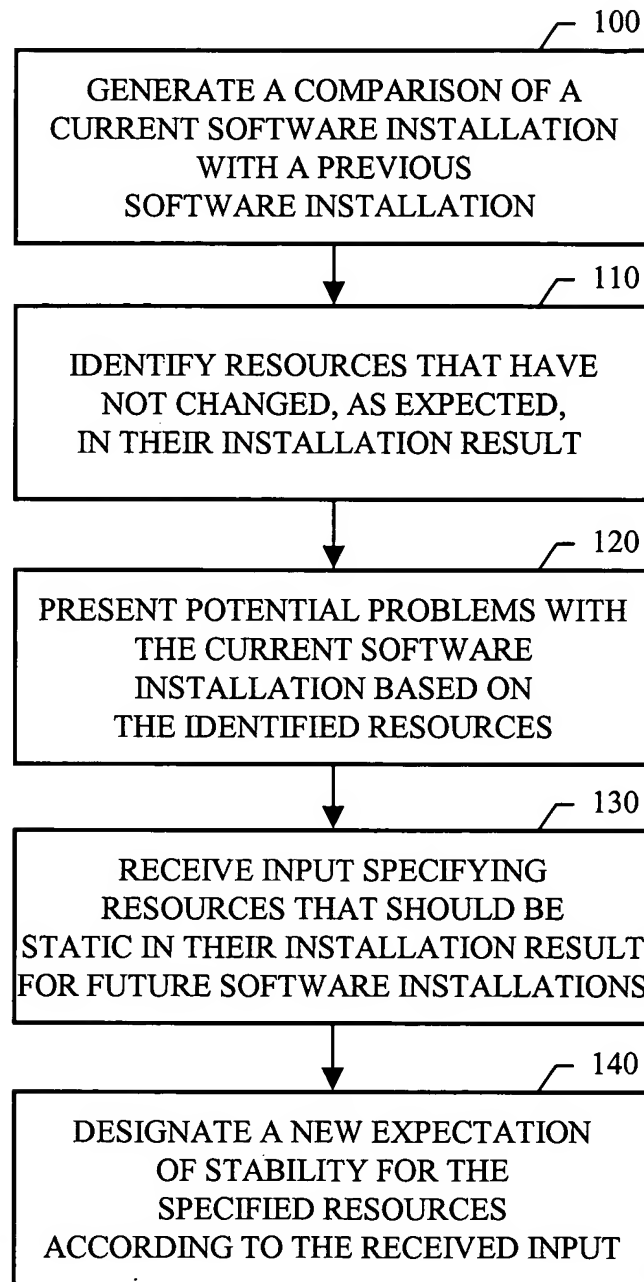 100
GENERATE A COMPARISON OF A
CURRENT SOFTWARE INSTALLATION
WITH A PREVIOUS
SOFTWARE INSTALLATION
110
IDENTIFY RESOURCES THAT HAVE
NOT CHANGED, AS EXPECTED,
IN THEIR INSTALLATION RESULT
120
PRESENT POTENTIAL PROBLEMS WITH
THE CURRENT SOFTWARE
INSTALLATION BASED ON
THE IDENTIFIED RESOURCES
130
RECEIVE INPUT SPECIFYING
RESOURCES THAT SHOULD BE
STATIC IN THEIR INSTALLATION RESULT
FOR FUTURE SOFTWARE INSTALLATIONS
140
DESIGNATE A NEW EXPECTATION
OF STABILITY FOR THE
SPECIFIED RESOURCES
ACCORDING TO THE RECEIVED INPUT